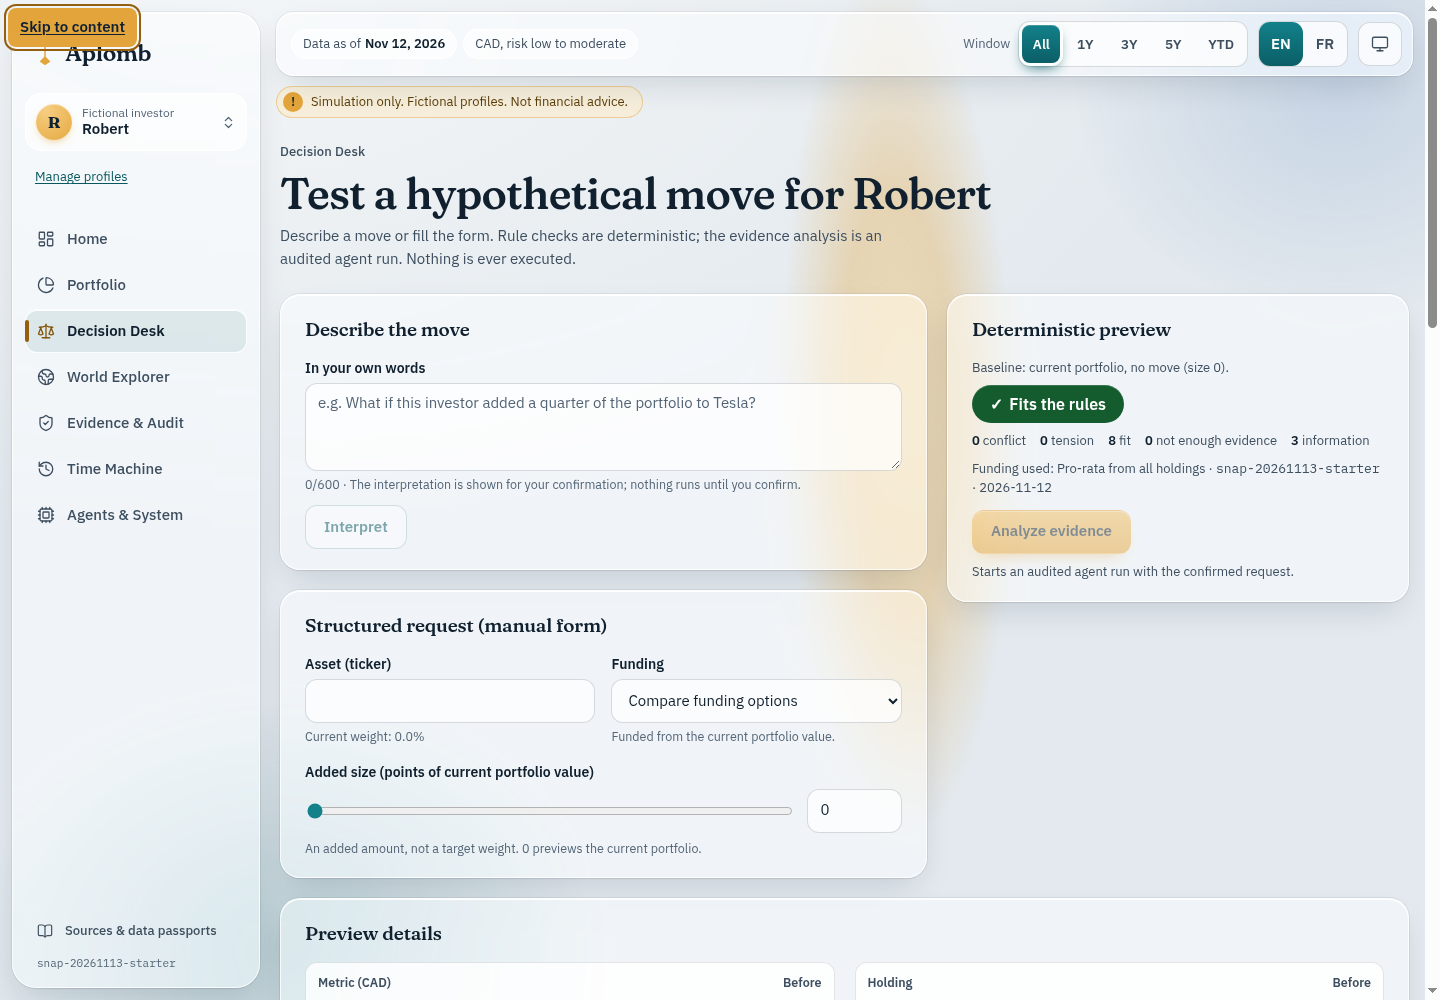 Skip to content
Aplomb
R
Fictional investor
Robert
Manage profiles
Home
Portfolio
Decision Desk
World Explorer
Evidence & Audit
Time Machine
Agents & System
Sources & data passports
snap-20261113-starter
Data as of Nov 12, 2026
CAD, risk low to moderate
Window
All
1Y
3Y
5Y
YTD
EN
FR
! Simulation only. Fictional profiles. Not financial advice.
Decision Desk
Test a hypothetical move for Robert
Describe a move or fill the form. Rule checks are deterministic; the evidence analysis is an
audited agent run. Nothing is ever executed.
Describe the move
In your own words
e.g. What if this investor added a quarter of the portfolio to Tesla?
0/600 · The interpretation is shown for your confirmation; nothing runs until you confirm.
Interpret
Structured request (manual form)
Asset (ticker)
Current weight: 0.0%
Funding
Compare funding options
Funded from the current portfolio value.
Added size (points of current portfolio value)
0
An added amount, not a target weight. 0 previews the current portfolio.
Deterministic preview
Baseline: current portfolio, no move (size 0).
✓ Fits the rules
0 conflict 0 tension 8 fit 0 not enough evidence 3 information
Funding used: Pro-rata from all holdings · snap-20261113-starter
· 2026-11-12
Analyze evidence
Starts an audited agent run with the confirmed request.
Preview details
Metric (CAD) Before
Holding Before